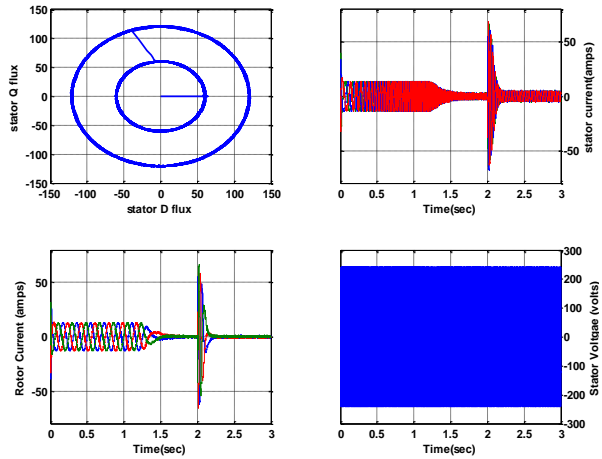 150
100
50
0
-50
-100
-150
-150 -100 -50 0 50 100 150
stator Q flux
stator D flux
50
0
-50
0 0.5 1 1.5 2 2.5 3
stator current(amps)
Time(sec)
50
0
-50
0 0.5 1 1.5 2 2.5 3
Rotor Current (amps)
Time(sec)
300
200
100
0
-100
-200
-300
0 0.5 1 1.5 2 2.5 3
Stator Voltgae (volts)
Time(sec)